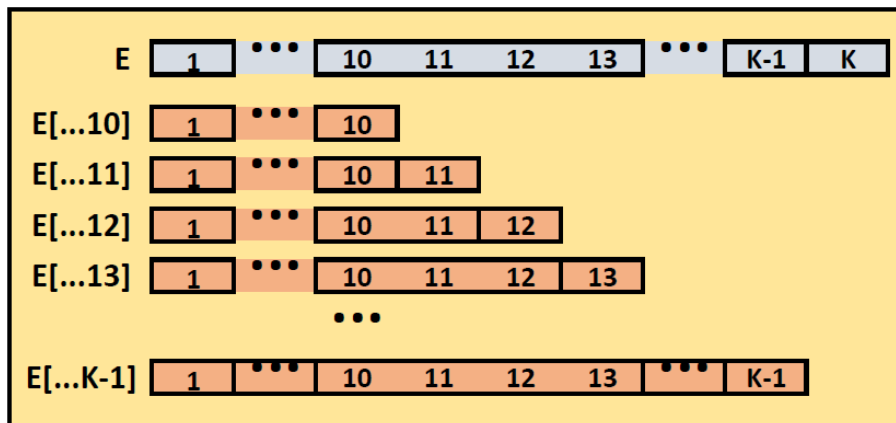 E 1 ••• 10 11 12 13 ••• K-1 K
E[...10] 1 ••• 10
E[...11] 1 ••• 10 11
E[...12] 1 ••• 10 11 12
E[...13] 1 ••• 10 11 12 13
•••
E[...K-1] 1 ••• 10 11 12 13 ••• K-1